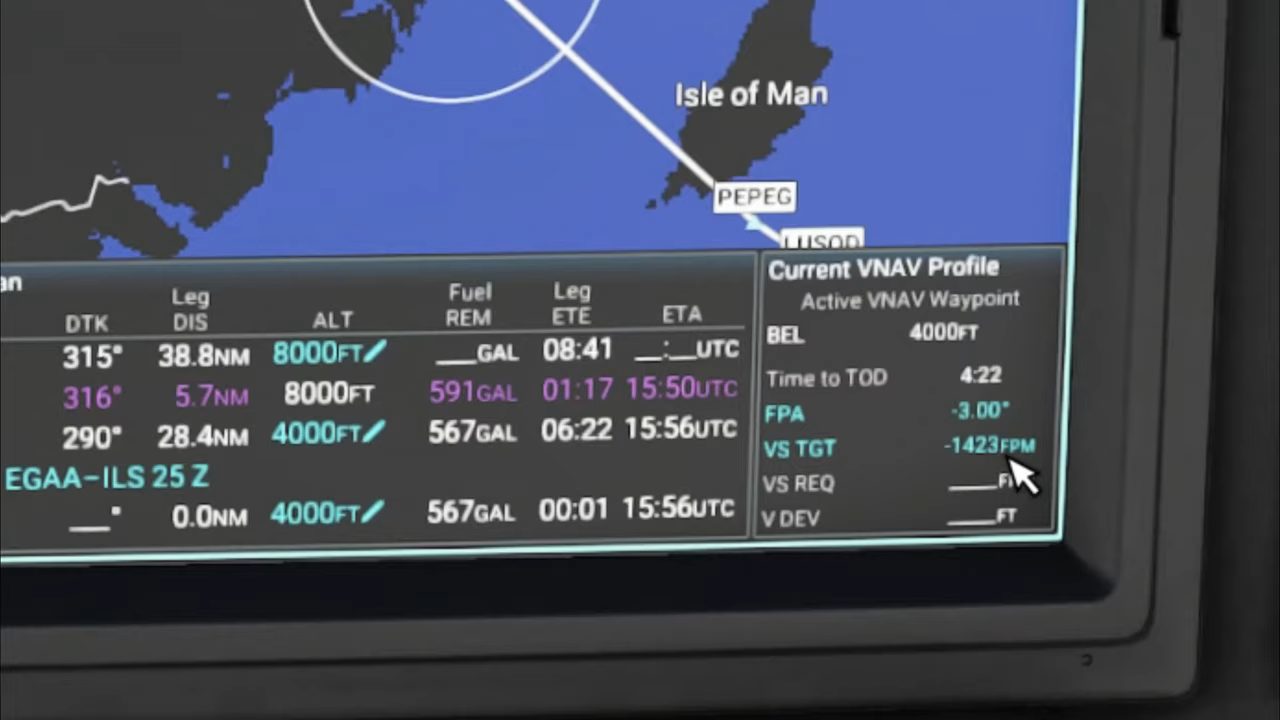 Isle of Man
PEPEG
LUSOD
an
DTK Leg DIS ALT Fuel REM Leg ETE ETA
315° 38.8NM 8000FT ___GAL 08:41 __:__UTC
316° 5.7NM 8000FT 591GAL 01:17 15:50UTC
290° 28.4NM 4000FT 567GAL 06:22 15:56UTC
EGAA–ILS 25 Z
___° 0.0NM 4000FT 567GAL 00:01 15:56UTC
Current VNAV Profile
Active VNAV Waypoint
BEL 4000FT
Time to TOD 4:22
FPA -3.00°
VS TGT -1423FPM
VS REQ ____
V DEV ____FT